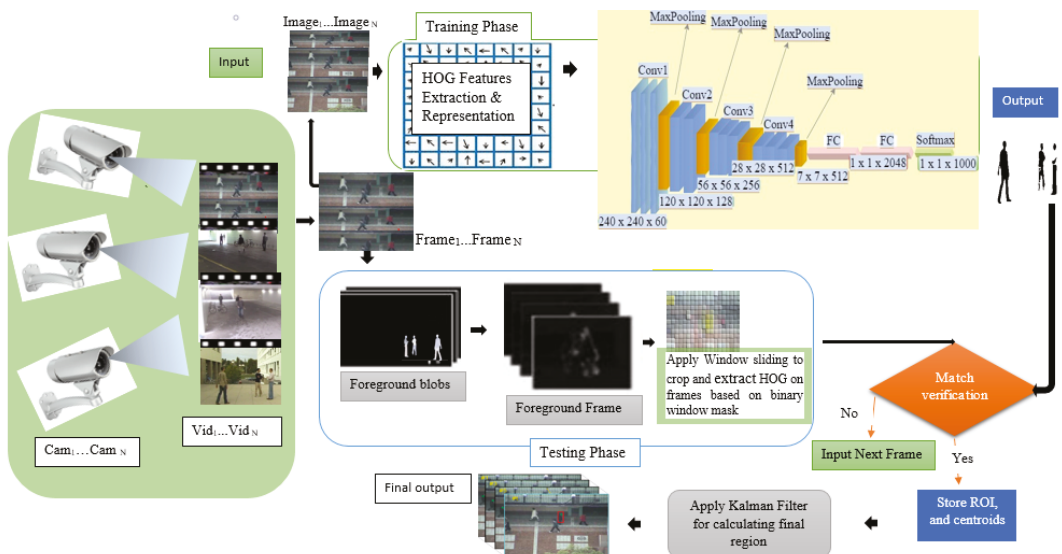 Image1...Image N
Input
Training Phase
HOG Features
Extraction &
Representation
MaxPooling
MaxPooling
MaxPooling
MaxPooling
Conv1
Conv2
Conv3
Conv4
FC
FC
Softmax
240 x 240 x 60
120 x 120 x 128
56 x 56 x 256
28 x 28 x 512
7 x 7 x 512
1 x 1 x 2048
1 x 1 x 1000
Output
Frame1...Frame N
Cam1...Cam N
Vid1...Vid N
Foreground blobs
Foreground Frame
Apply Window sliding to
crop and extract HOG on
frames based on binary
window mask
Testing Phase
Match
verification
No
Yes
Input Next Frame
Store ROI,
and centroids
Apply Kalman Filter
for calculating final
region
Final output